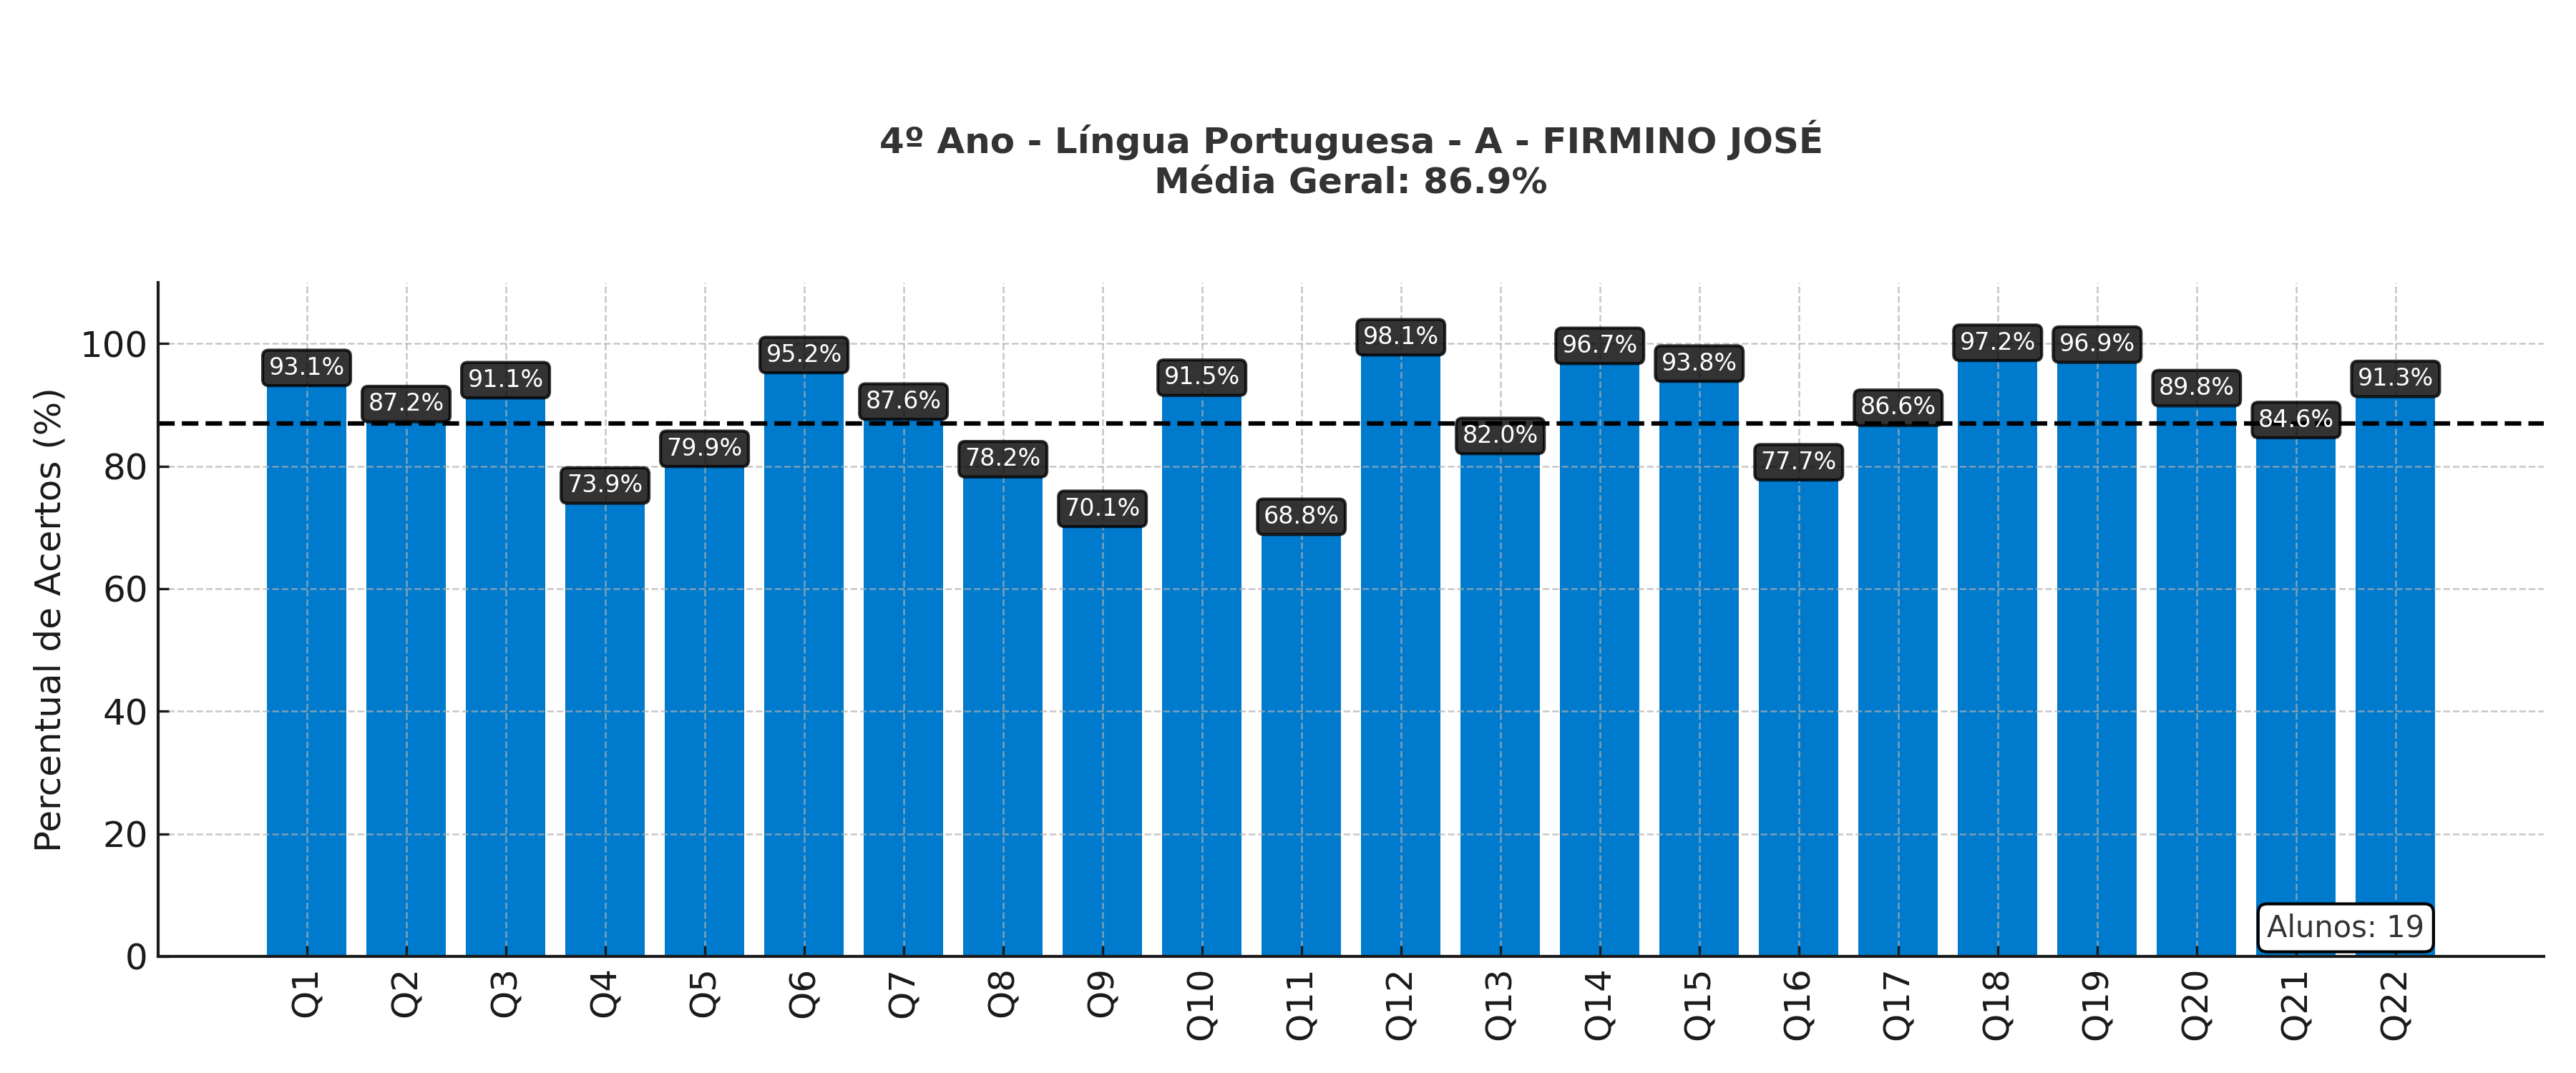 4º Ano - Língua Portuguesa - A - FIRMINO JOSÉ
Média Geral: 86.9%
Percentual de Acertos (%)
100
80
60
40
20
0
93.1%
87.2%
91.1%
73.9%
79.9%
95.2%
87.6%
78.2%
70.1%
91.5%
68.8%
98.1%
82.0%
96.7%
93.8%
77.7%
86.6%
97.2%
96.9%
89.8%
84.6%
91.3%
Alunos: 19
Q1
Q2
Q3
Q4
Q5
Q6
Q7
Q8
Q9
Q10
Q11
Q12
Q13
Q14
Q15
Q16
Q17
Q18
Q19
Q20
Q21
Q22